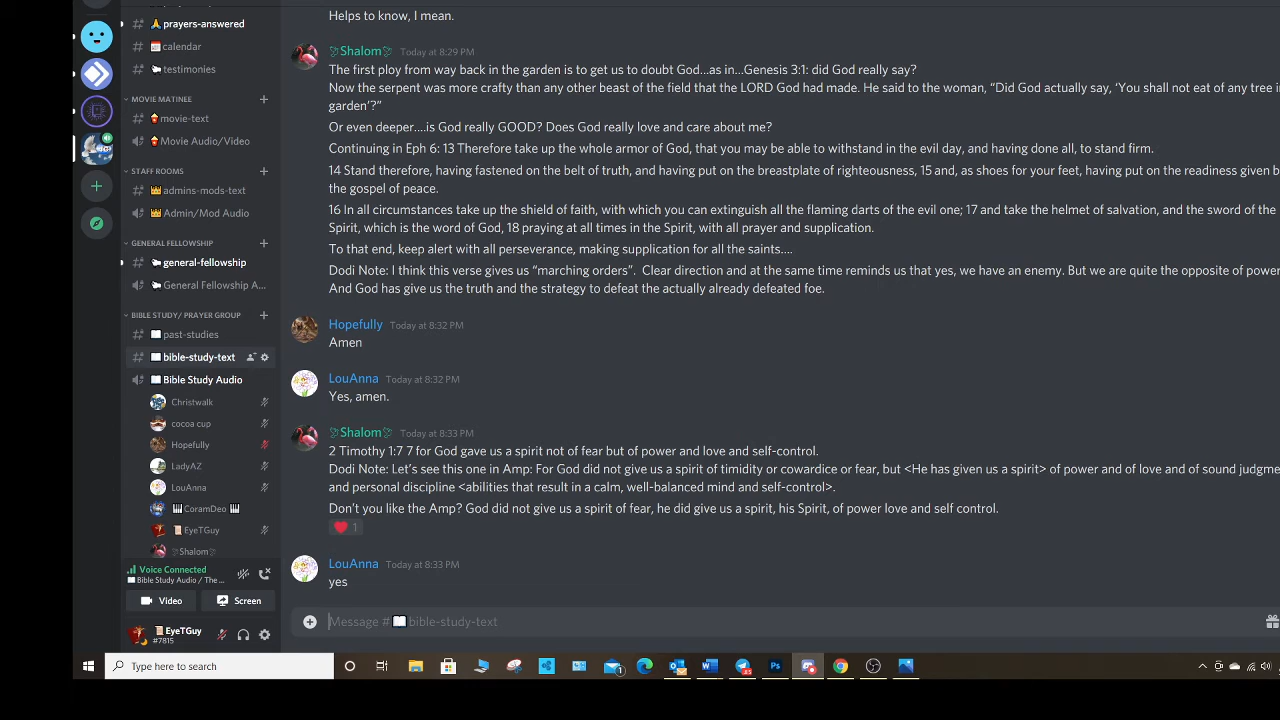 prayers-answered
calendar
testimonies
MOVIE MATINEE
movie-text
Movie Audio/Video
STAFF ROOMS
admins-mods-text
Admin/Mod Audio
GENERAL FELLOWSHIP
general-fellowship
General Fellowship A...
BIBLE STUDY/ PRAYER GROUP
past-studies
bible-study-text
Bible Study Audio
Christwalk
cocoa cup
Hopefully
LadyAZ
LouAnna
CoramDeo
EyeTGuy
Shalom
Voice Connected
Bible Study Audio / The ...
Video
Screen
EyeTGuy
#7815
Helps to know, I mean.
Shalom Today at 8:29 PM
The first ploy from way back in the garden is to get us to doubt God...as in...Genesis 3:1: did God really say?
Now the serpent was more crafty than any other beast of the field that the LORD God had made. He said to the woman, “Did God actually say, ‘You shall not eat of any tree in
garden’?”
Or even deeper....is God really GOOD? Does God really love and care about me?
Continuing in Eph 6: 13 Therefore take up the whole armor of God, that you may be able to withstand in the evil day, and having done all, to stand firm.
14 Stand therefore, having fastened on the belt of truth, and having put on the breastplate of righteousness, 15 and, as shoes for your feet, having put on the readiness given b
the gospel of peace.
16 In all circumstances take up the shield of faith, with which you can extinguish all the flaming darts of the evil one; 17 and take the helmet of salvation, and the sword of the
Spirit, which is the word of God, 18 praying at all times in the Spirit, with all prayer and supplication.
To that end, keep alert with all perseverance, making supplication for all the saints....
Dodi Note: I think this verse gives us “marching orders”. Clear direction and at the same time reminds us that yes, we have an enemy. But we are quite the opposite of power
And God has give us the truth and the strategy to defeat the actually already defeated foe.
Hopefully Today at 8:32 PM
Amen
LouAnna Today at 8:32 PM
Yes, amen.
Shalom Today at 8:33 PM
2 Timothy 1:7 7 for God gave us a spirit not of fear but of power and love and self-control.
Dodi Note: Let’s see this one in Amp: For God did not give us a spirit of timidity or cowardice or fear, but <He has given us a spirit> of power and of love and of sound judgme
and personal discipline <abilities that result in a calm, well-balanced mind and self-control>.
Don’t you like the Amp? God did not give us a spirit of fear, he did give us a spirit, his Spirit, of power love and self control.
1
LouAnna Today at 8:33 PM
yes
Message # bible-study-text
Type here to search